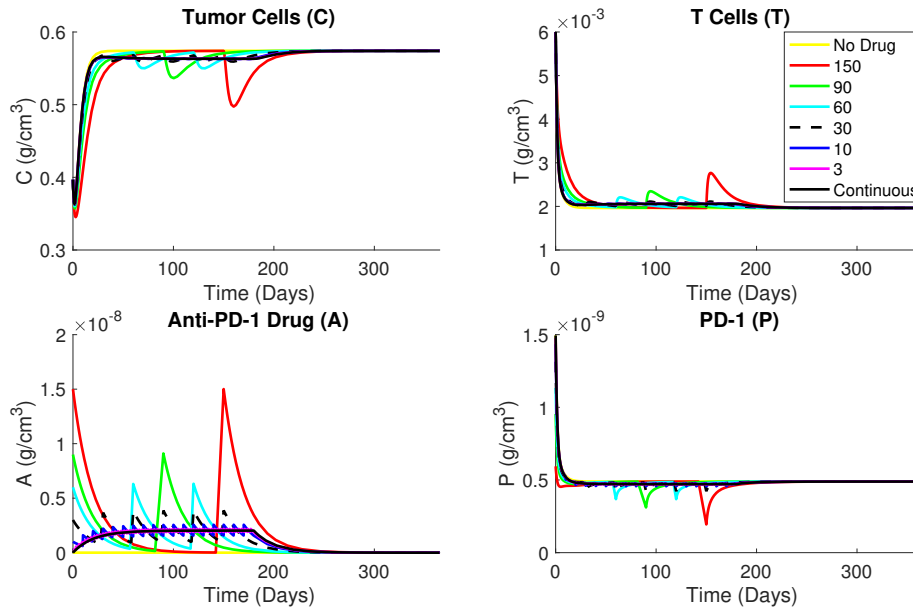 Tumor Cells (C)
0.6
0.5
0.4
0.3
C (g/cm3)
0 100 200 300
Time (Days)
T Cells (T)
×10-3
6
5
4
3
2
1
T (g/cm3)
0 100 200 300
Time (Days)
No Drug
150
90
60
30
10
3
Continuous
Anti-PD-1 Drug (A)
×10-8
2
1.5
1
0.5
0
A (g/cm3)
0 100 200 300
Time (Days)
PD-1 (P)
×10-9
1.5
1
0.5
0
P (g/cm3)
0 100 200 300
Time (Days)